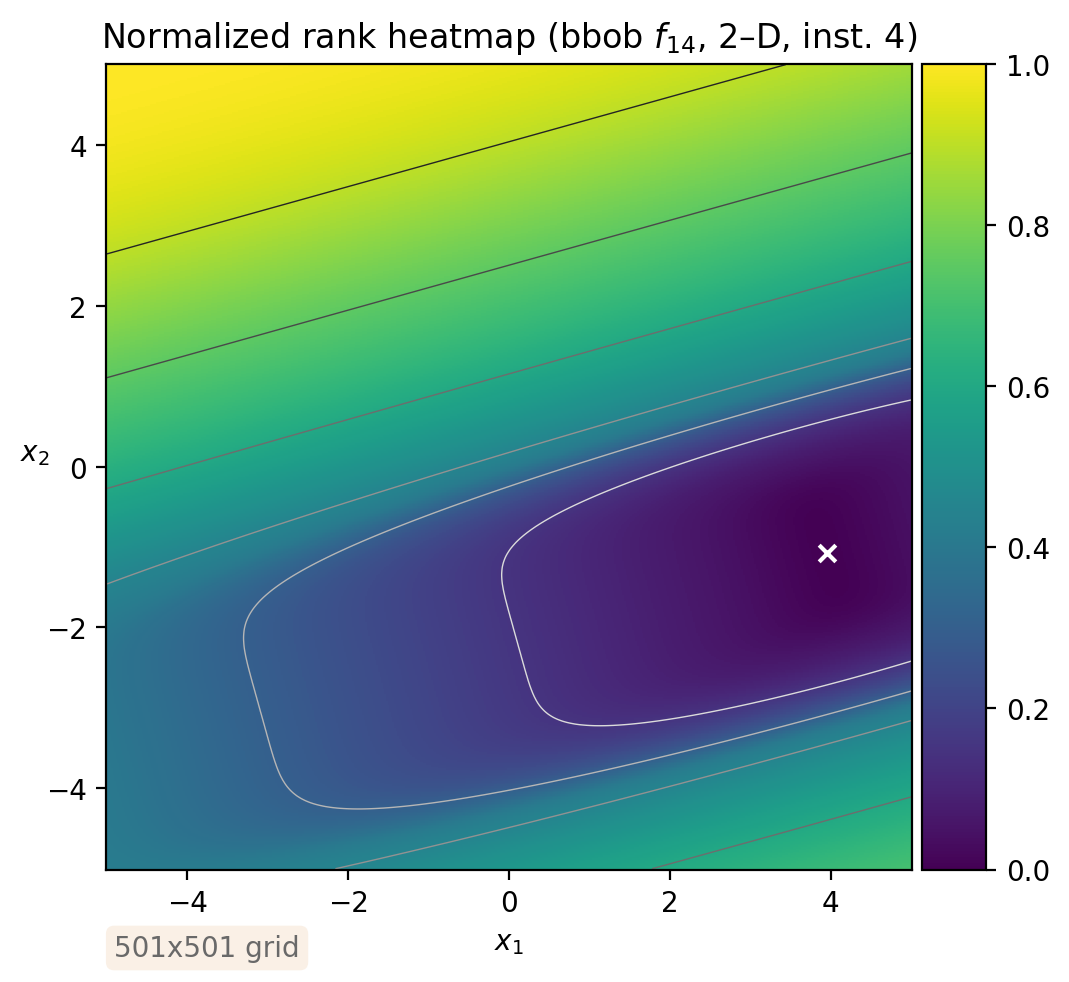 Normalized rank heatmap (bbob f₁₄, 2–D, inst. 4)
4
2
0
−2
−4
x₂
−4 −2 0 2 4
x₁
1.0
0.8
0.6
0.4
0.2
0.0
501x501 grid